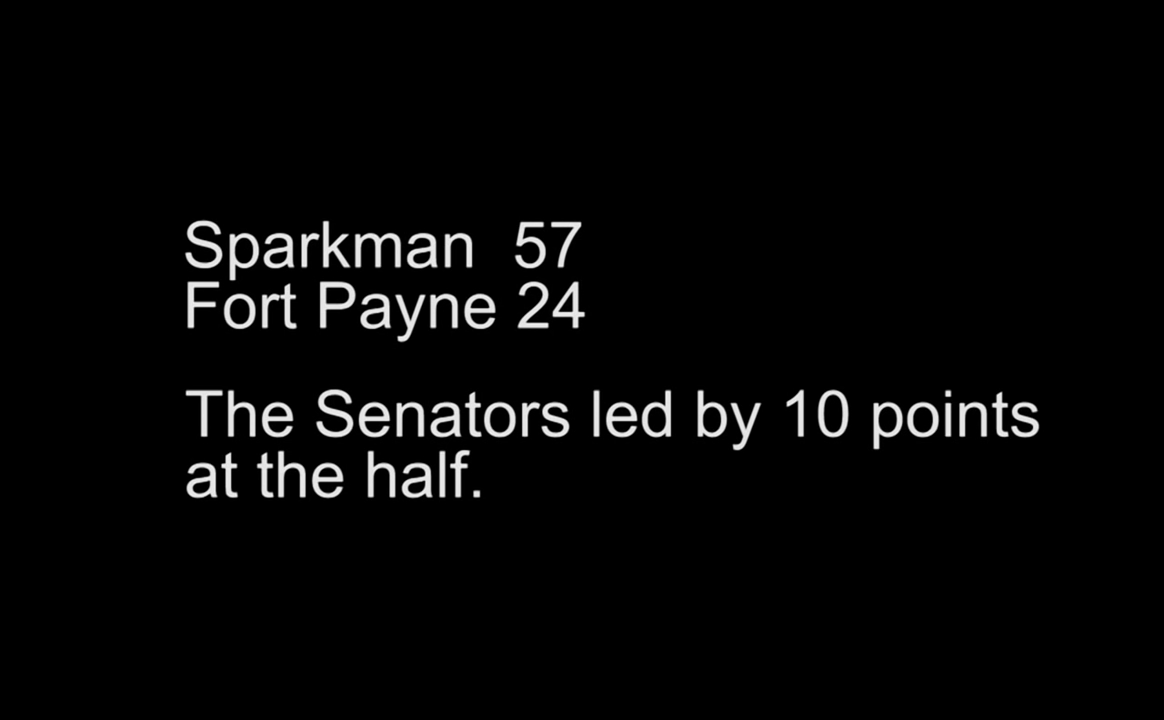 Sparkman  57
Fort Payne 24
The Senators led by 10 points
at the half.